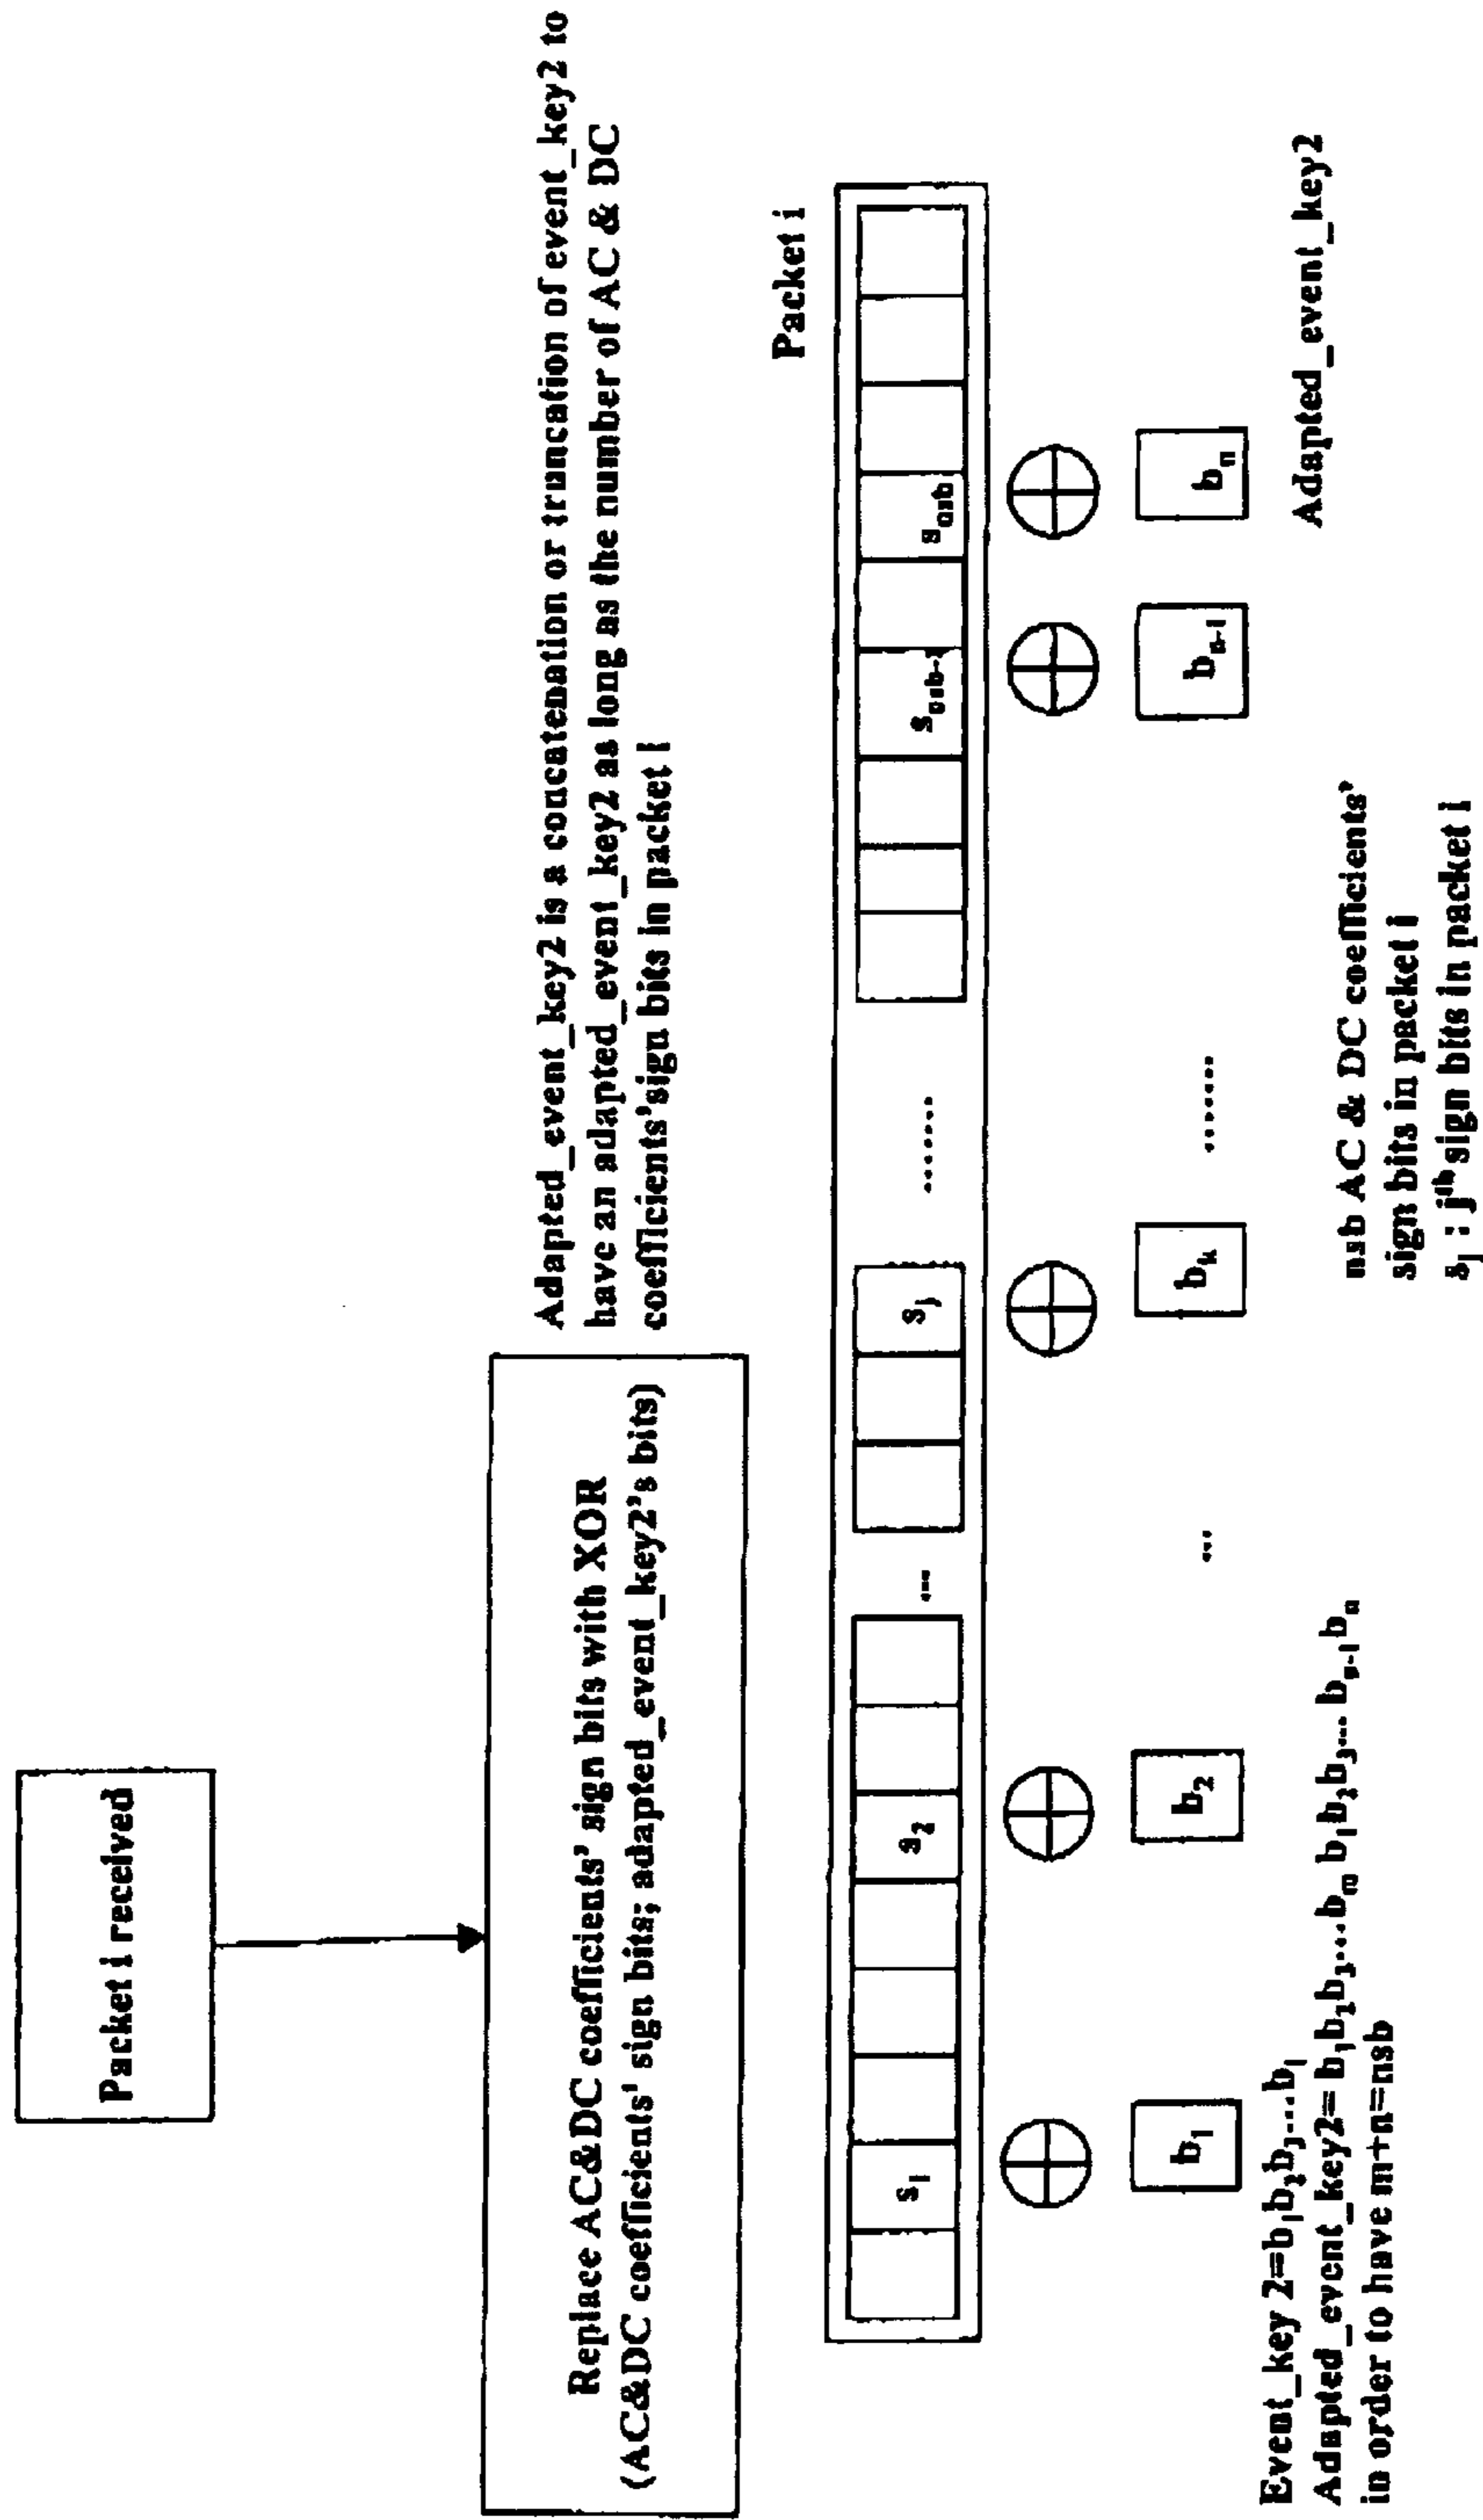 Packet i received
Adapted_event_key2 is a concatenation or truncation of event_key2 to
have an adapted_event_key2 as long as the number of AC & DC
coefficients'sign bits in packet i
Replace AC&DC coefficients' sign bits with XOR
(AC&DC coefficients' sign bits; adapted_event_key2's bits)
Packet i
s1 s2 ... sj ....... snsb-1 snsb
b1 b2 ... bk ....... bn-1 bn
Adapted_event_key2
Event_key 2=b1b2b3...bl
Adapted_event_key2= b1b2b3...bm b1b2b3... bn-1bn
in order to have m+n=nsb
nsb AC & DC coefficients'
sign bits in packet i
sj : jth sign bits in packet i